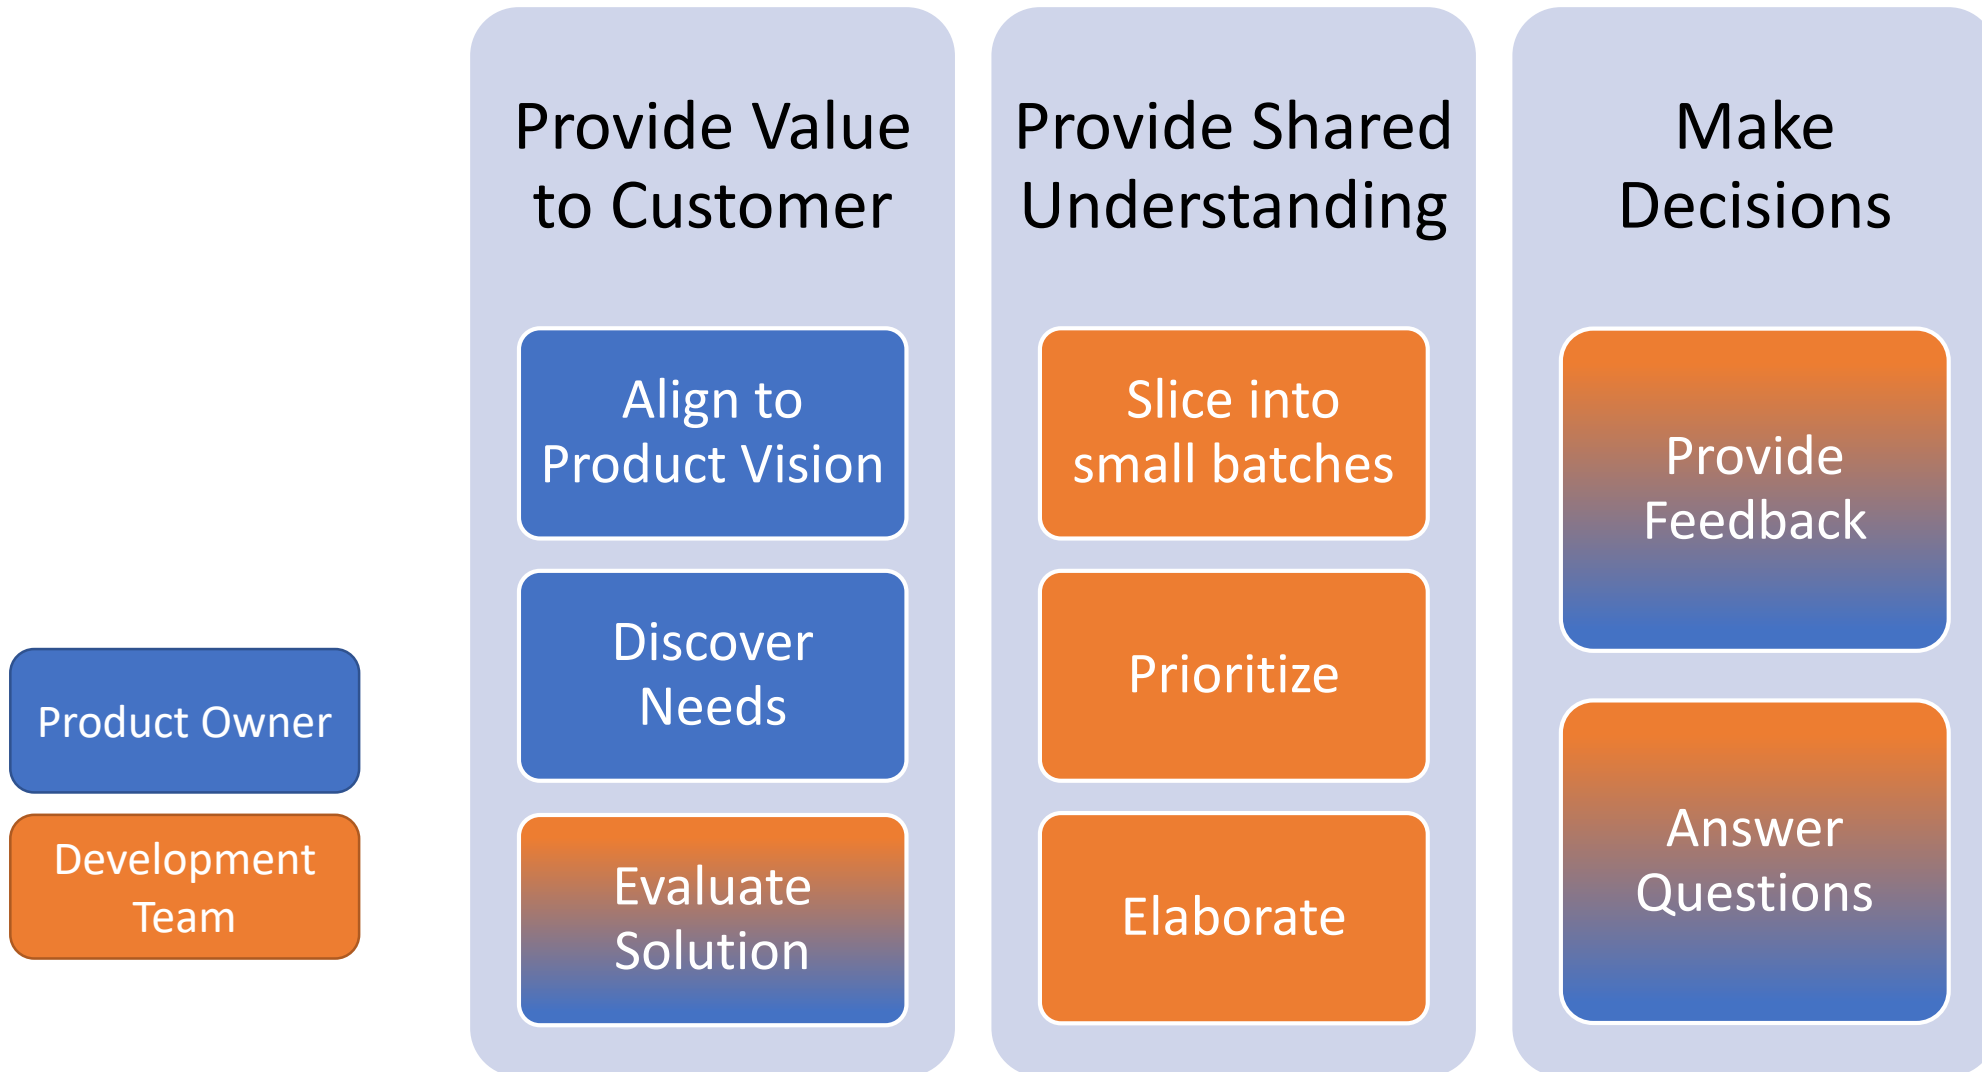 Provide Value
to Customer
Align to
Product Vision
Discover
Needs
Evaluate
Solution
Provide Shared
Understanding
Slice into
small batches
Prioritize
Elaborate
Make
Decisions
Provide
Feedback
Answer
Questions
Product Owner
Development
Team